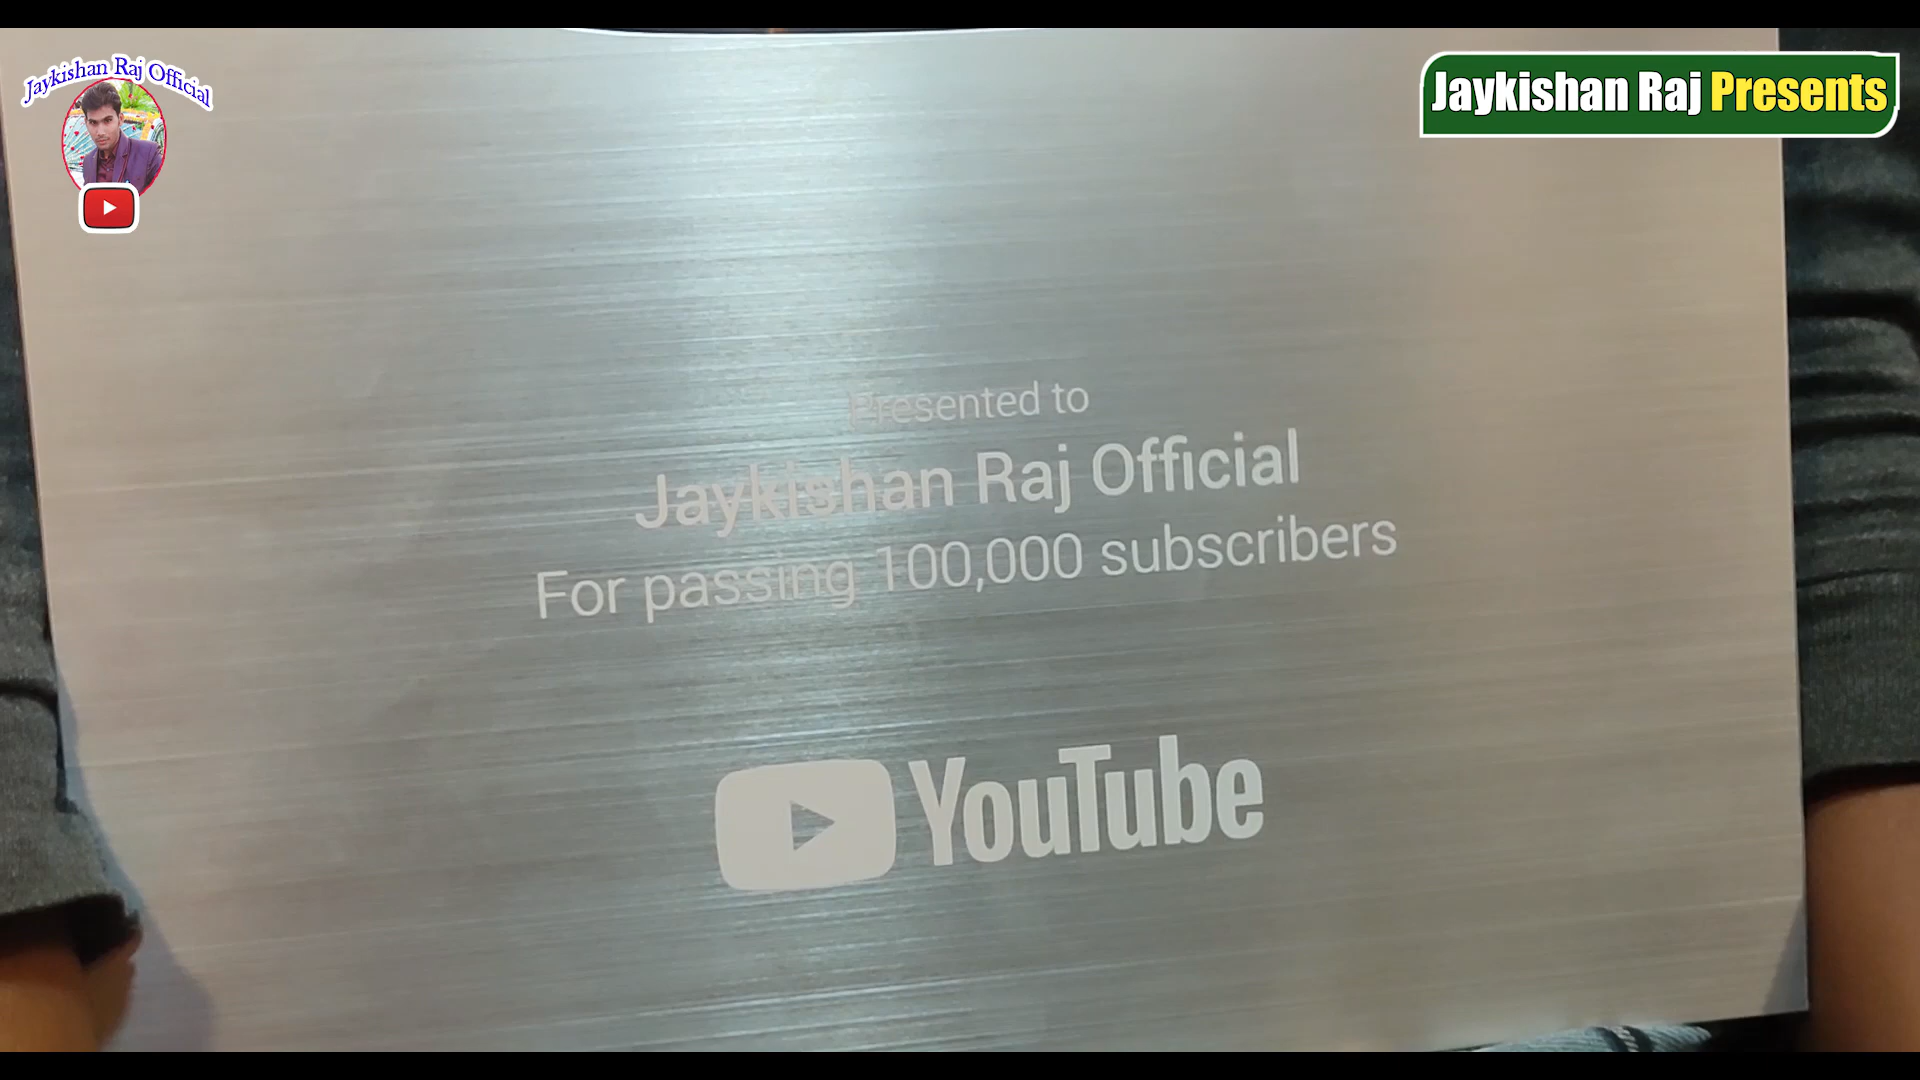 Jaykishan Raj Official
Jaykishan Raj Presents
Presented to
Jaykishan Raj Official
For passing 100,000 subscribers
YouTube